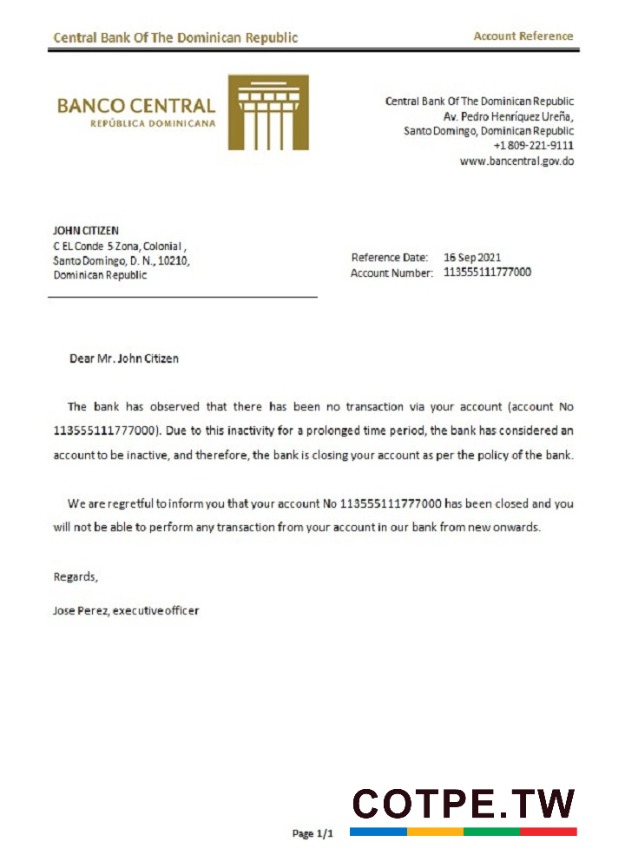 Central Bank Of The Dominican Republic
Account Reference
BANCO CENTRAL
REPÚBLICA DOMINICANA
Central Bank Of The Dominican Republic
Av. Pedro Henríquez Ureña,
Santo Domingo, Dominican Republic
+1 809-221-9111
www.bancentral.gov.do
JOHN CITIZEN
C EL Conde 5 Zona, Colonial ,
Santo Domingo, D. N., 10210,
Dominican Republic
Reference Date: 16 Sep 2021
Account Number: 113555111777000
Dear Mr. John Citizen
The bank has observed that there has been no transaction via your account (account No
113555111777000). Due to this inactivity for a prolonged time period, the bank has considered an
account to be inactive, and therefore, the bank is closing your account as per the policy of the bank.
We are regretful to inform you that your account No 113555111777000 has been closed and you
will not be able to perform any transaction from your account in our bank from new onwards.
Regards,
Jose Perez, executive officer
COTPE.TW
Page 1/1